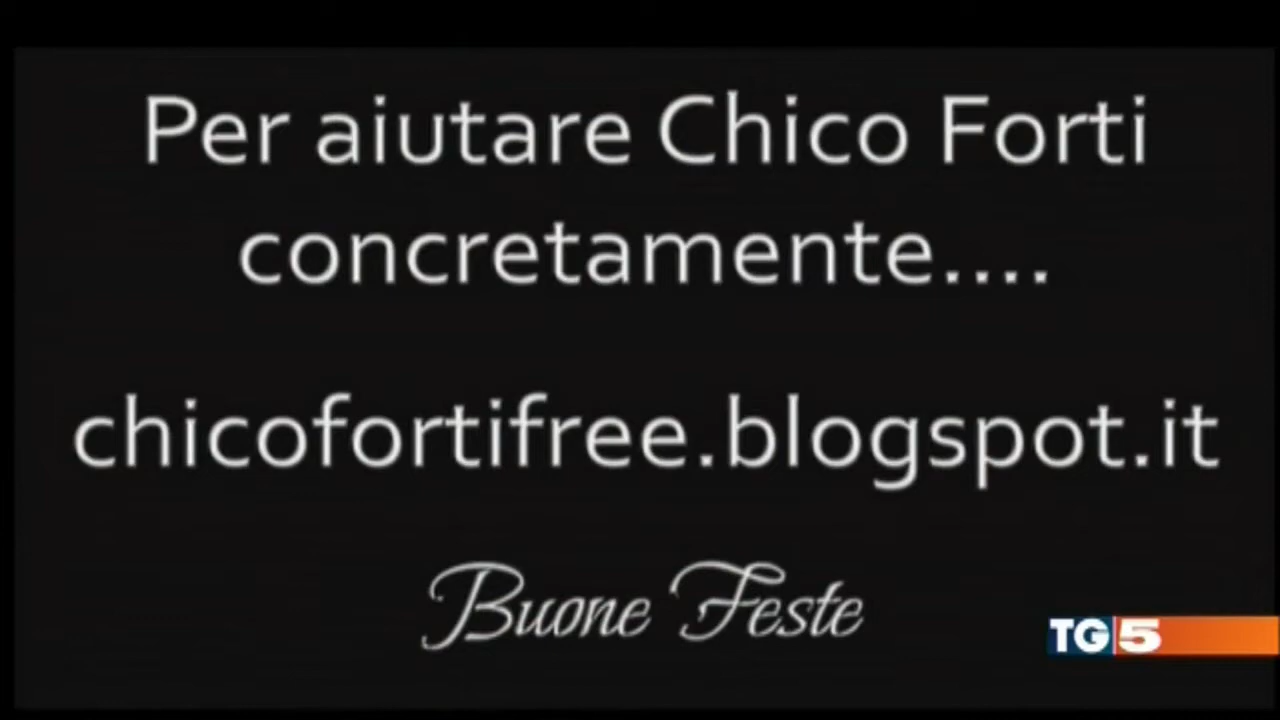 Per aiutare Chico Forti
concretamente....
chicofortifree.blogspot.it
Buone Feste
TG5